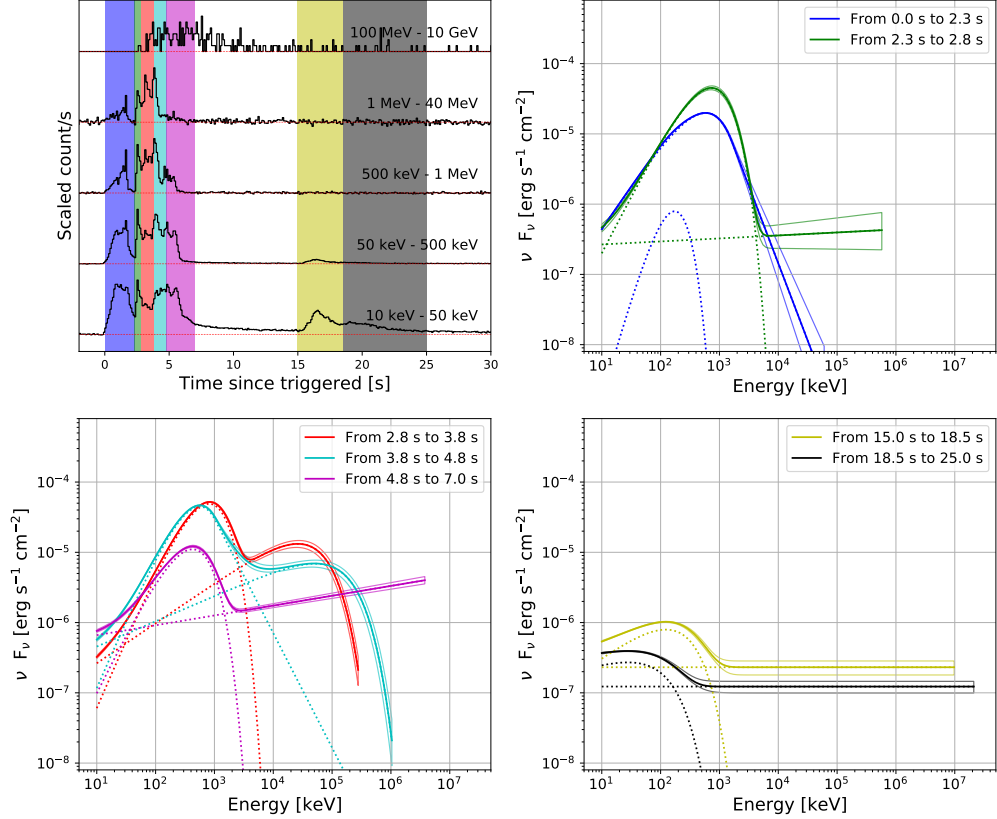 100 MeV - 10 GeV
1 MeV - 40 MeV
500 keV - 1 MeV
50 keV - 500 keV
10 keV - 50 keV
Scaled count/s
0 5 10 15 20 25 30
Time since triggered [s]
From 0.0 s to 2.3 s
From 2.3 s to 2.8 s
10⁻⁴
10⁻⁵
10⁻⁶
10⁻⁷
10⁻⁸
ν Fᵥ [erg s⁻¹ cm⁻²]
10¹ 10² 10³ 10⁴ 10⁵ 10⁶ 10⁷
Energy [keV]
From 2.8 s to 3.8 s
From 3.8 s to 4.8 s
From 4.8 s to 7.0 s
10⁻⁴
10⁻⁵
10⁻⁶
10⁻⁷
10⁻⁸
ν Fᵥ [erg s⁻¹ cm⁻²]
10¹ 10² 10³ 10⁴ 10⁵ 10⁶ 10⁷
Energy [keV]
From 15.0 s to 18.5 s
From 18.5 s to 25.0 s
10⁻⁴
10⁻⁵
10⁻⁶
10⁻⁷
10⁻⁸
ν Fᵥ [erg s⁻¹ cm⁻²]
10¹ 10² 10³ 10⁴ 10⁵ 10⁶ 10⁷
Energy [keV]